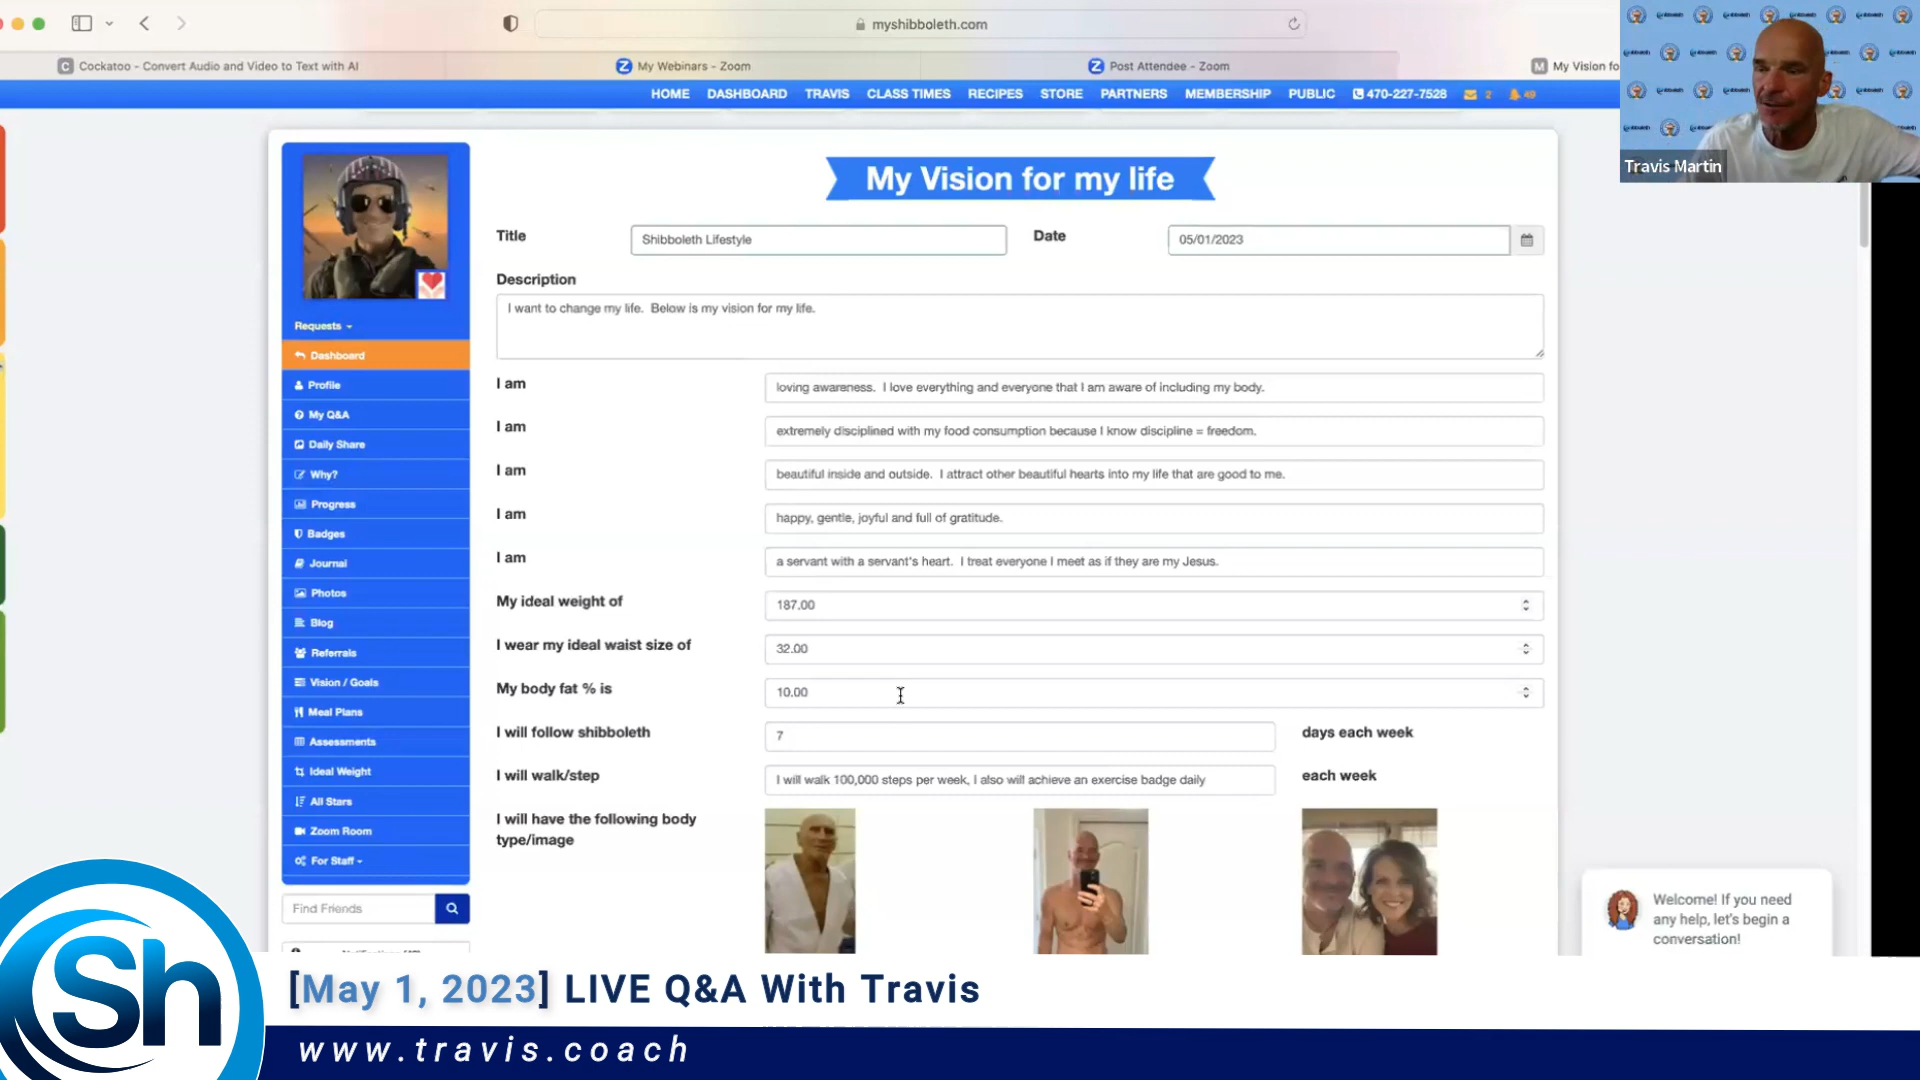 myshibboleth.com
Cockatoo - Convert Audio and Video to Text with AI
My Webinars - Zoom
Post Attendee - Zoom
My Vision fo
HOME DASHBOARD TRAVIS CLASS TIMES RECIPES STORE PARTNERS MEMBERSHIP PUBLIC 470-227-7528 2 49
Travis Martin
My Vision for my life
Title Shibboleth Lifestyle Date 05/01/2023
Description
I want to change my life. Below is my vision for my life.
I am loving awareness. I love everything and everyone that I am aware of including my body.
I am extremely disciplined with my food consumption because I know discipline = freedom.
I am beautiful inside and outside. I attract other beautiful hearts into my life that are good to me.
I am happy, gentle, joyful and full of gratitude.
I am a servant with a servant's heart. I treat everyone I meet as if they are my Jesus.
My ideal weight of 187.00
I wear my ideal waist size of 32.00
My body fat % is 10.00
I will follow shibboleth 7 days each week
I will walk/step I will walk 100,000 steps per week, I also will achieve an exercise badge daily each week
I will have the following body
type/image
Requests
Dashboard
Profile
My Q&A
Daily Share
Why?
Progress
Badges
Journal
Photos
Blog
Referrals
Vision / Goals
Meal Plans
Assessments
Ideal Weight
All Stars
Zoom Room
For Staff
Find Friends
Welcome! If you need
any help, let's begin a
conversation!
Sh
[May 1, 2023] LIVE Q&A With Travis
www.travis.coach